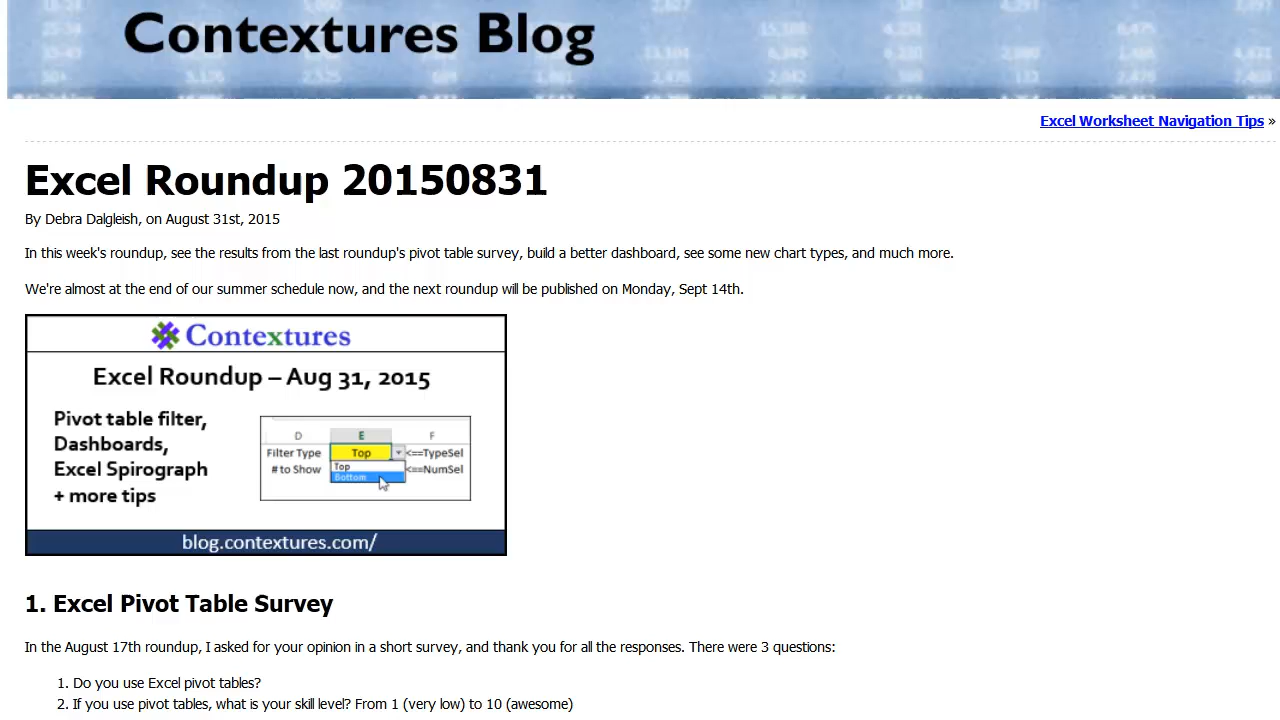 Contextures Blog
Excel Worksheet Navigation Tips »
Excel Roundup 20150831
By Debra Dalgleish, on August 31st, 2015
In this week's roundup, see the results from the last roundup's pivot table survey, build a better dashboard, see some new chart types, and much more.
We're almost at the end of our summer schedule now, and the next roundup will be published on Monday, Sept 14th.
Contextures
Excel Roundup – Aug 31, 2015
Pivot table filter,
Dashboards,
Excel Spirograph
+ more tips
D E F
Filter Type Top <==TypeSel
# to Show Top <==NumSel
Bottom
blog.contextures.com/
1. Excel Pivot Table Survey
In the August 17th roundup, I asked for your opinion in a short survey, and thank you for all the responses. There were 3 questions:
1. Do you use Excel pivot tables?
2. If you use pivot tables, what is your skill level? From 1 (very low) to 10 (awesome)